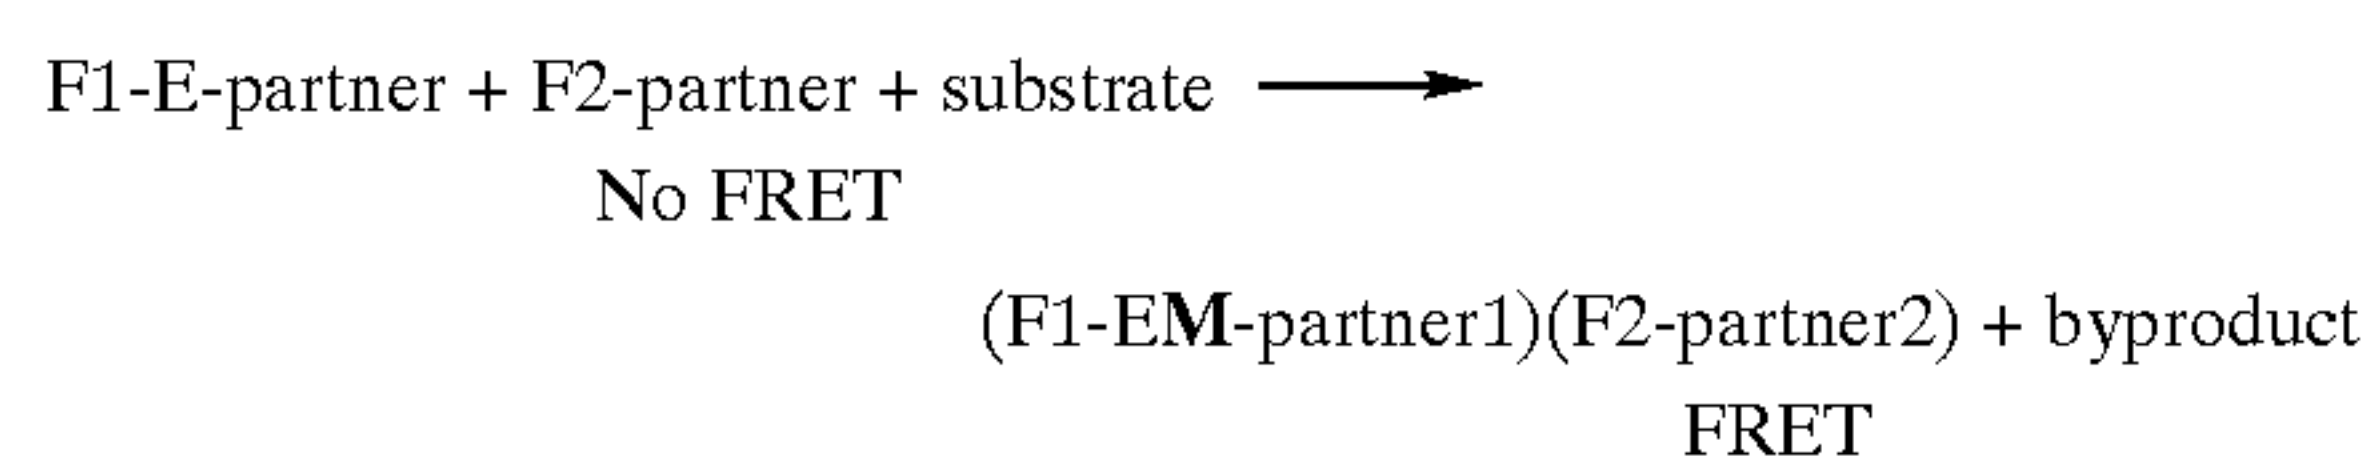 F1-E-partner + F2-partner + substrate ⟶
No FRET
(F1-EM-partner1)(F2-partner2) + byproduct
FRET